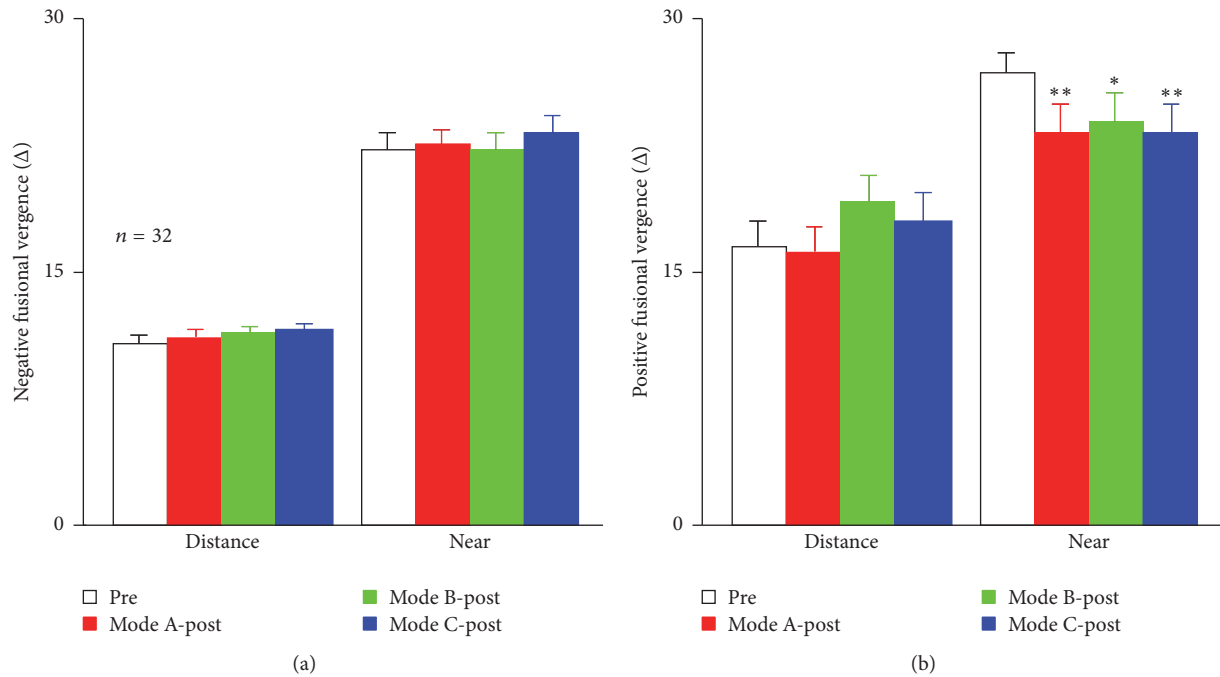 Negative fusional vergence (Δ)
30
15
0
n = 32
Distance
Near
Pre
Mode A-post
Mode B-post
Mode C-post
(a)
Positive fusional vergence (Δ)
30
15
0
**
*
**
Distance
Near
Pre
Mode A-post
Mode B-post
Mode C-post
(b)